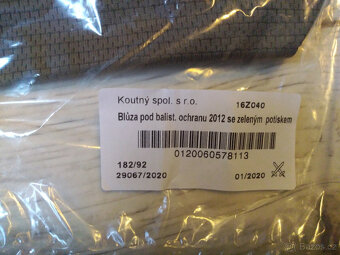 Koutný spol. s r.o.
16Z040
Blůza pod balist. ochranu 2012 se zeleným potiskem
0120060578113
182/92
29067/2020
01/2020